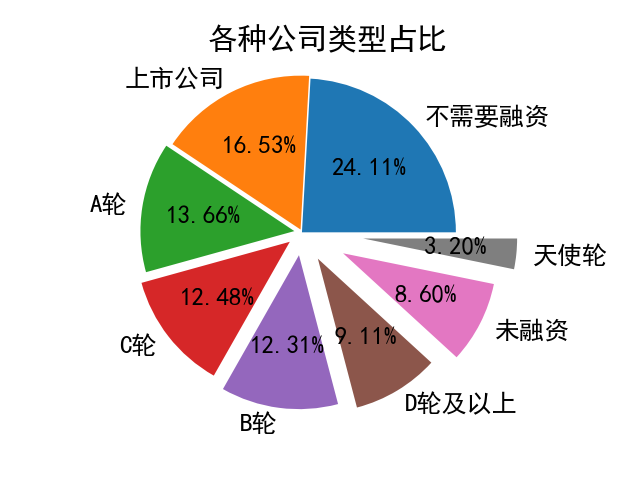 各种公司类型占比
上市公司
不需要融资
16.53%
24.11%
A轮
13.66%
3.20%
天使轮
12.48%
8.60%
C轮
12.31%
9.11%
未融资
B轮
D轮及以上